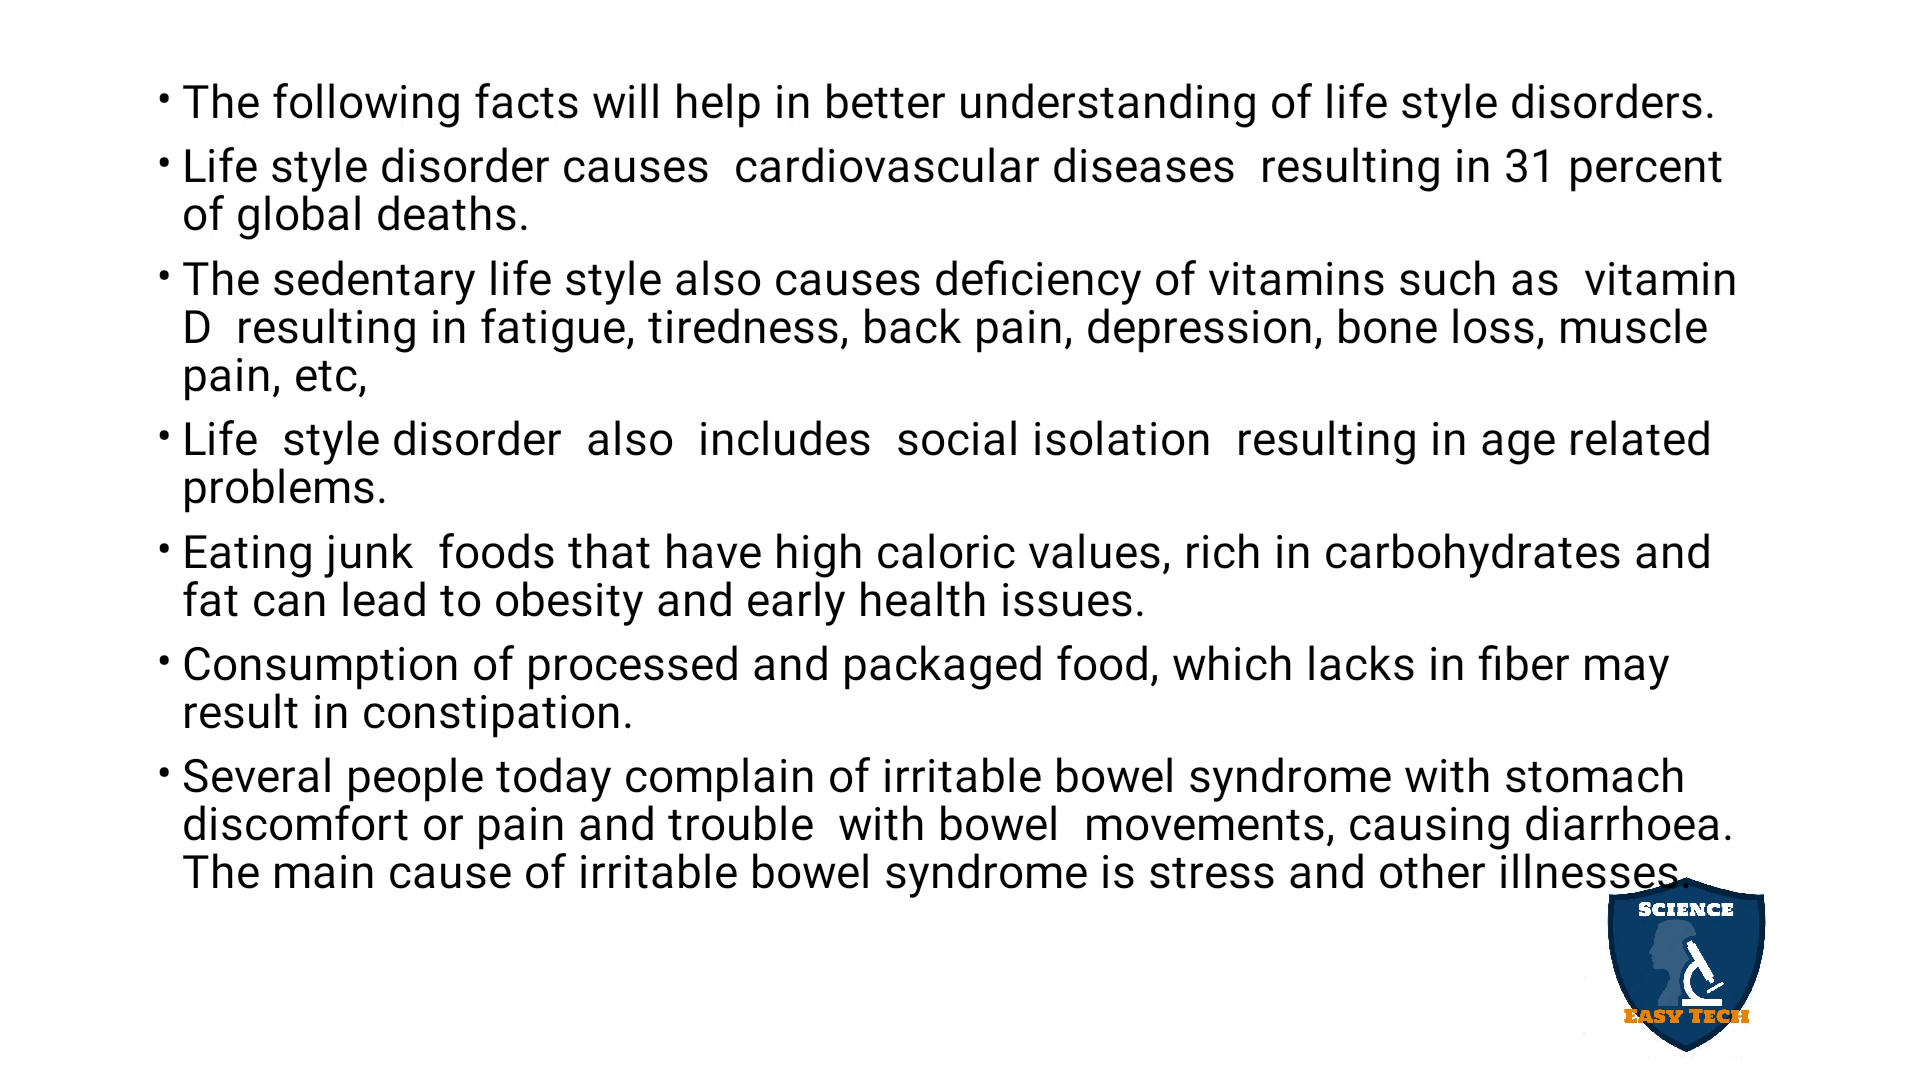 • The following facts will help in better understanding of life style disorders.
• Life style disorder causes  cardiovascular diseases  resulting in 31 percent
of global deaths.
• The sedentary life style also causes deficiency of vitamins such as  vitamin
D  resulting in fatigue, tiredness, back pain, depression, bone loss, muscle
pain, etc,
• Life  style disorder  also  includes  social isolation  resulting in age related
problems.
• Eating junk  foods that have high caloric values, rich in carbohydrates and
fat can lead to obesity and early health issues.
• Consumption of processed and packaged food, which lacks in fiber may
result in constipation.
• Several people today complain of irritable bowel syndrome with stomach
discomfort or pain and trouble  with bowel  movements, causing diarrhoea.
The main cause of irritable bowel syndrome is stress and other illnesses.
SCIENCE
EASY TECH